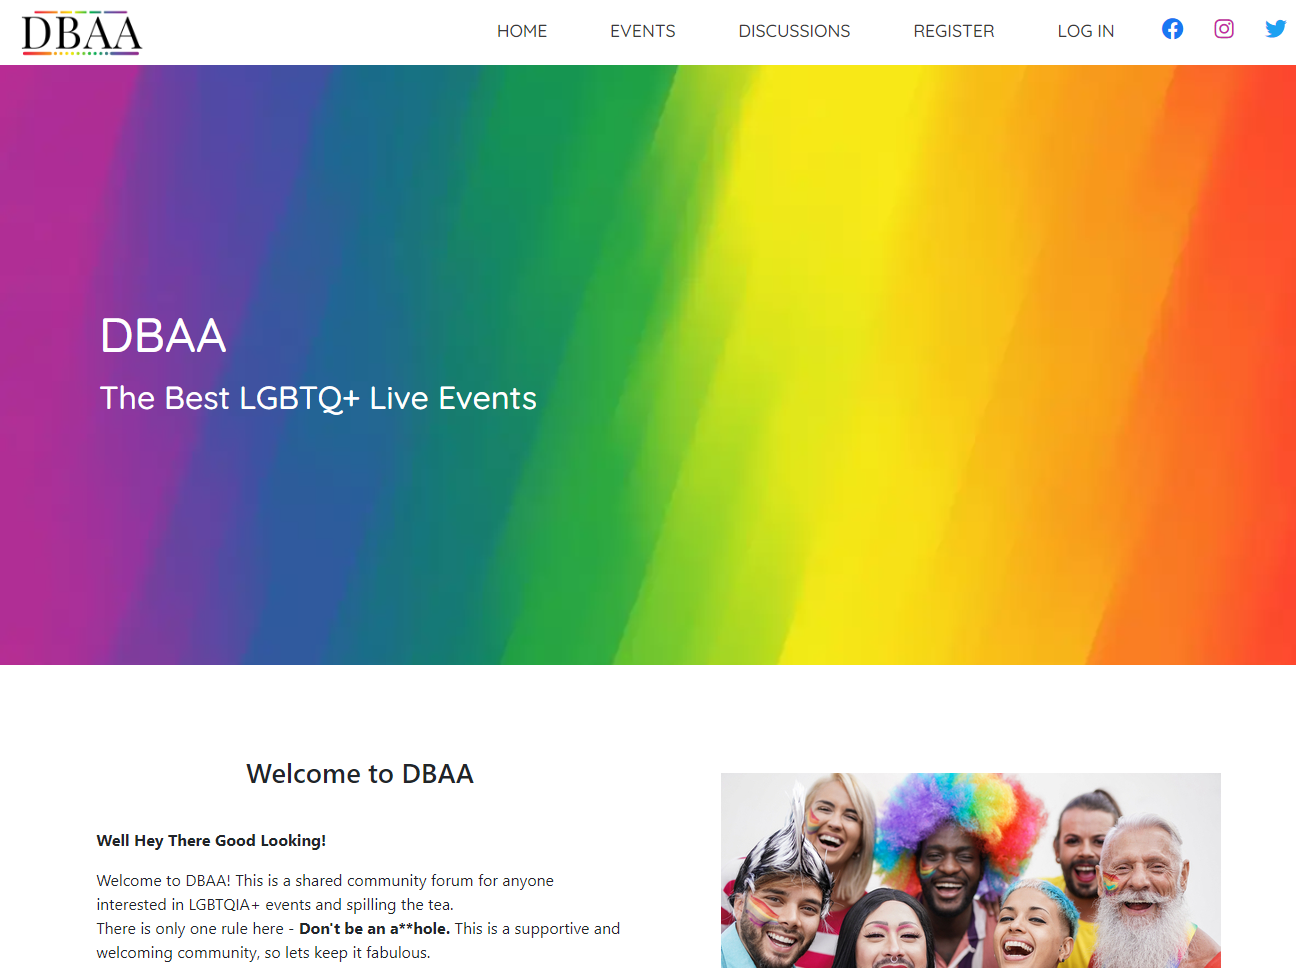 DBAA
HOME EVENTS DISCUSSIONS REGISTER LOG IN
DBAA
The Best LGBTQ+ Live Events
Welcome to DBAA
Well Hey There Good Looking!
Welcome to DBAA! This is a shared community forum for anyone
interested in LGBTQIA+ events and spilling the tea.
There is only one rule here - Don't be an a**hole. This is a supportive and
welcoming community, so lets keep it fabulous.